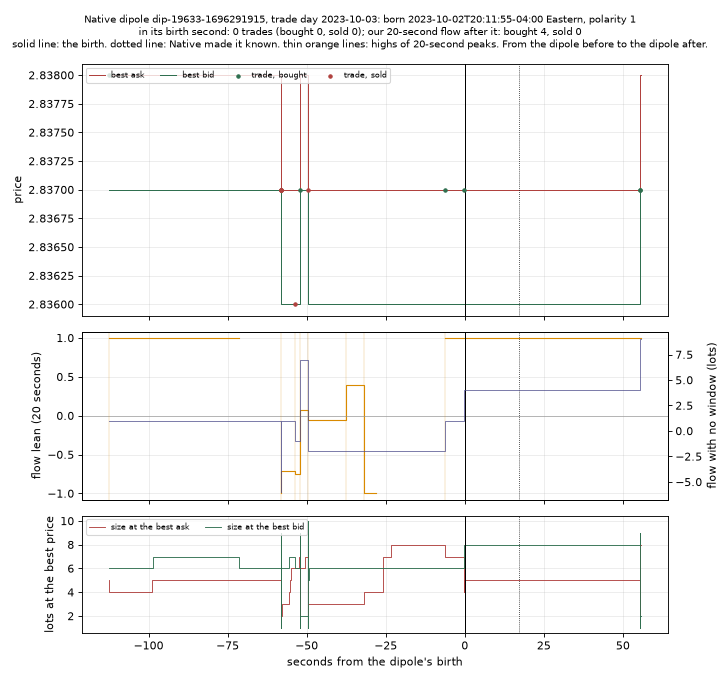 Native dipole dip-19633-1696291915, trade day 2023-10-03: born 2023-10-02T20:11:55-04:00 Eastern, polarity 1
in its birth second: 0 trades (bought 0, sold 0); our 20-second flow after it: bought 4, sold 0
solid line: the birth. dotted line: Native made it known. thin orange lines: highs of 20-second peaks. From the dipole before to the dipole after.
best ask best bid trade, bought trade, sold
2.83800
2.83775
2.83750
2.83725
2.83700
2.83675
2.83650
2.83625
2.83600
price
1.0
0.5
0.0
−0.5
−1.0
flow lean (20 seconds)
7.5
5.0
2.5
0.0
−2.5
−5.0
flow with no window (lots)
size at the best ask size at the best bid
10
8
6
4
2
lots at the best price
−100 −75 −50 −25 0 25 50
seconds from the dipole's birth